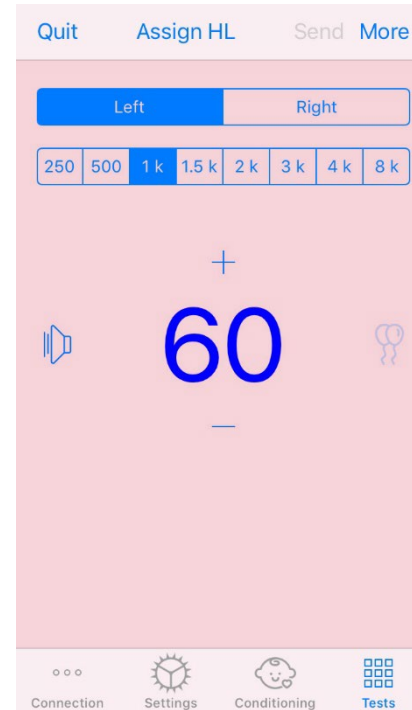 Quit Assign HL Send More
Left Right
250 500 1 k 1.5 k 2 k 3 k 4 k 8 k
+
60
—
Connection Settings Conditioning Tests